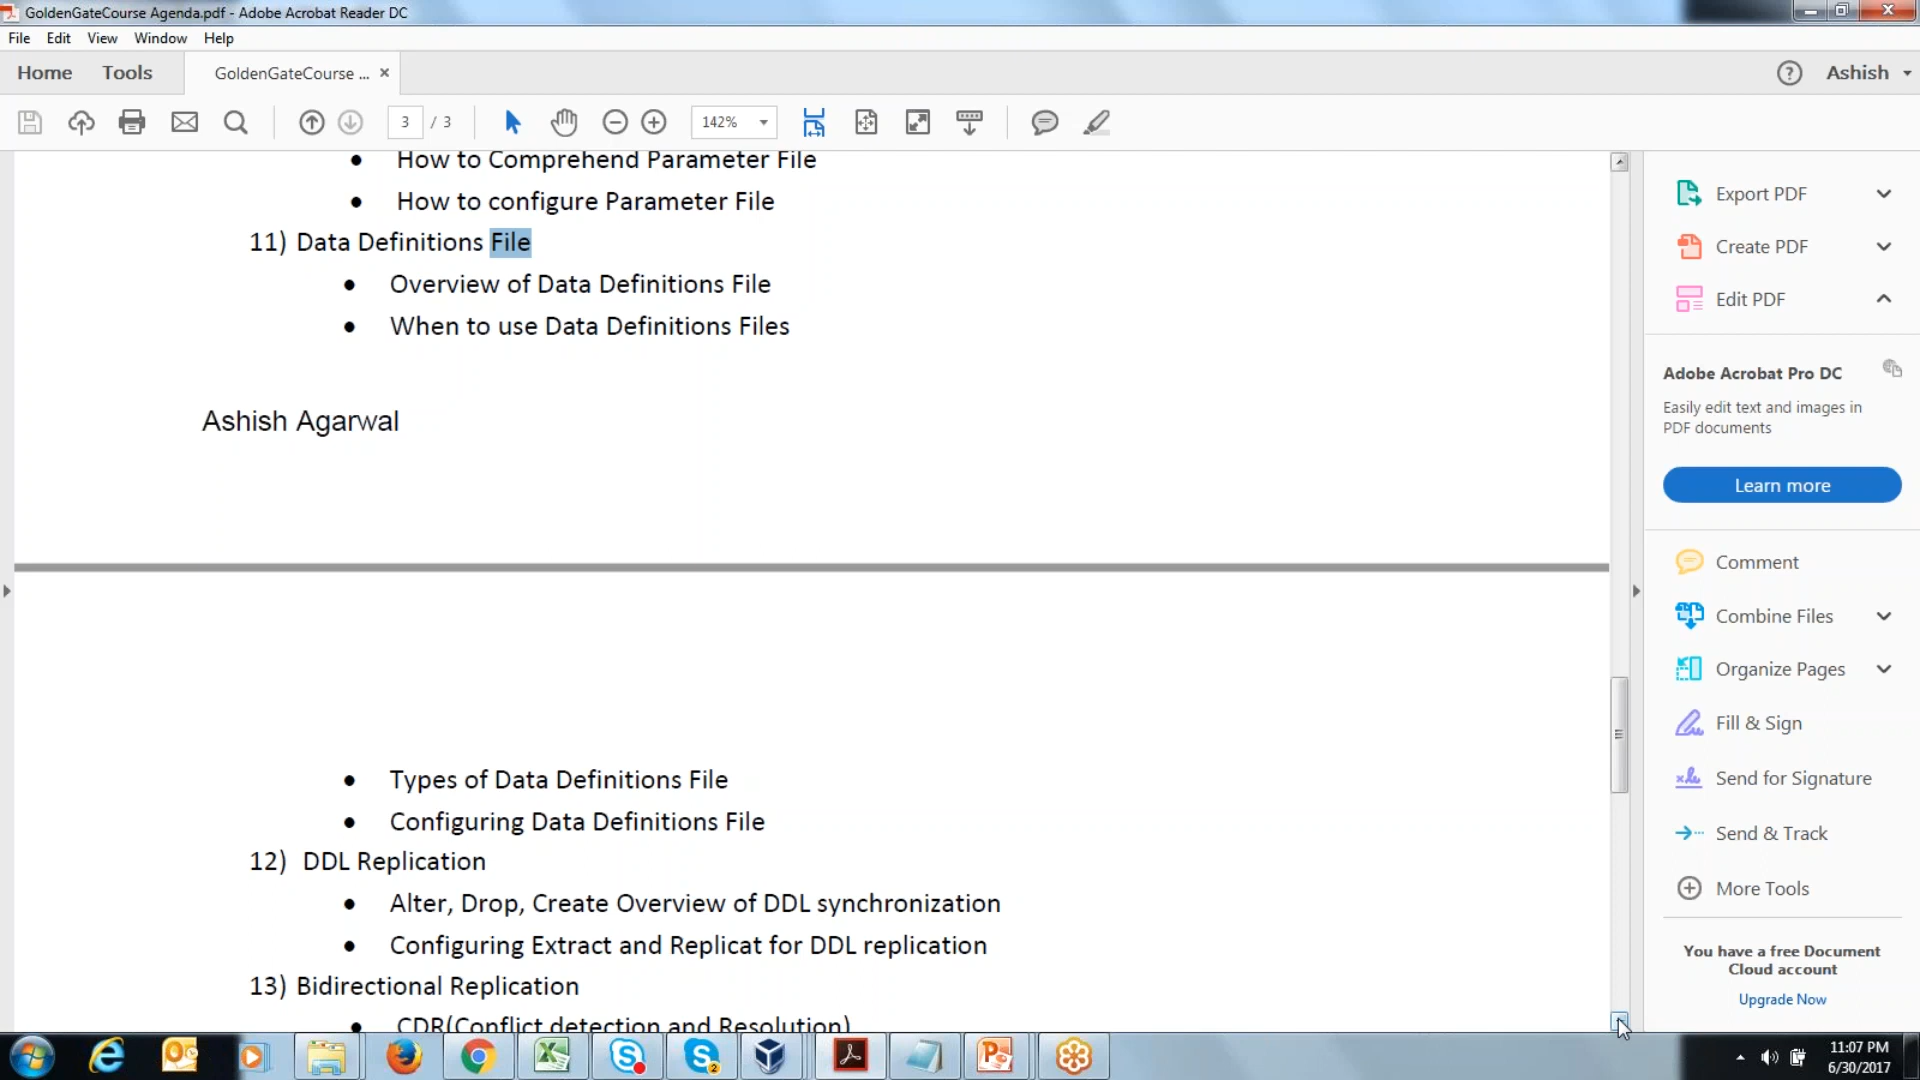 GoldenGateCourse Agenda.pdf - Adobe Acrobat Reader DC
File Edit View Window Help
Home Tools GoldenGateCourse ... × ? Ashish
3 / 3 142%
• How to Comprehend Parameter File
• How to configure Parameter File
11) Data Definitions File
• Overview of Data Definitions File
• When to use Data Definitions Files
Ashish Agarwal
• Types of Data Definitions File
• Configuring Data Definitions File
12) DDL Replication
• Alter, Drop, Create Overview of DDL synchronization
• Configuring Extract and Replicat for DDL replication
13) Bidirectional Replication
• CDR(Conflict detection and Resolution)
Export PDF
Create PDF
Edit PDF
Adobe Acrobat Pro DC
Easily edit text and images in
PDF documents
Learn more
Comment
Combine Files
Organize Pages
Fill & Sign
Send for Signature
Send & Track
More Tools
You have a free Document
Cloud account
Upgrade Now
11:07 PM
6/30/2017